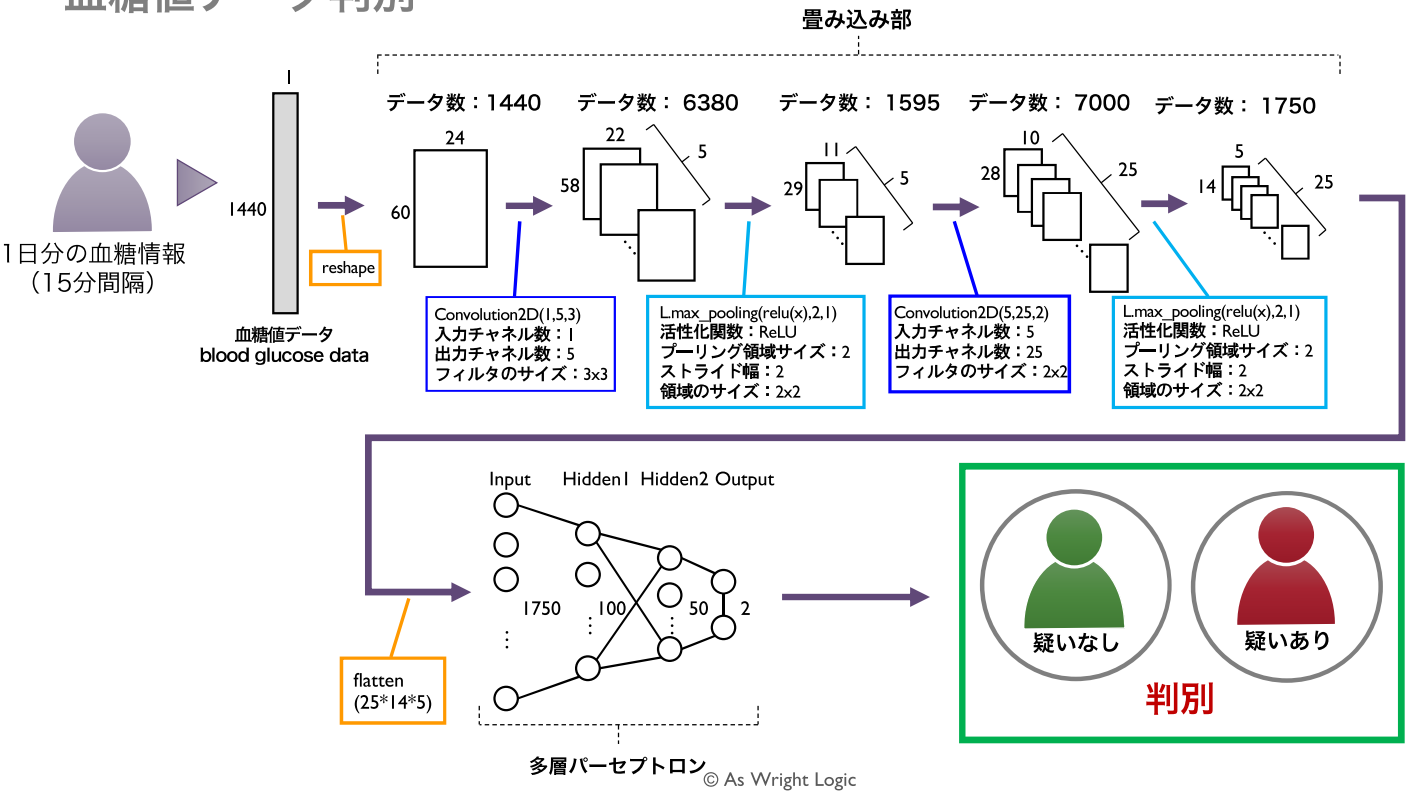 血糖値データ判別
畳み込み部
1
データ数：1440
データ数： 6380
データ数： 1595
データ数： 7000
データ数： 1750
24
60
22
58
5
11
29
5
10
28
25
5
14
25
1440
1日分の血糖情報
（15分間隔）
reshape
血糖値データ
blood glucose data
Convolution2D(1,5,3)
入力チャネル数：1
出力チャネル数：5
フィルタのサイズ：3x3
L.max_pooling(relu(x),2,1)
活性化関数：ReLU
プーリング領域サイズ：2
ストライド幅：2
領域のサイズ：2x2
Convolution2D(5,25,2)
入力チャネル数：5
出力チャネル数：25
フィルタのサイズ：2x2
L.max_pooling(relu(x),2,1)
活性化関数：ReLU
プーリング領域サイズ：2
ストライド幅：2
領域のサイズ：2x2
Input Hidden1 Hidden2 Output
1750
100
50
2
flatten
(25*14*5)
多層パーセプトロン
疑いなし
疑いあり
判別
© As Wright Logic